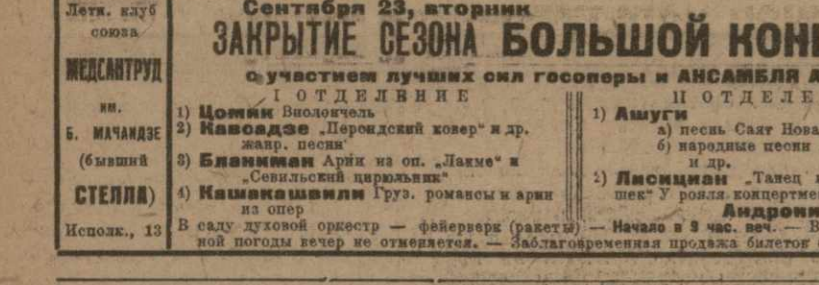 Летн. клуб
союза
МЕДСАНТРУД
им.
Б. МАЧАИДЗЕ
(бывший
СТЕЛЛА)
Исполк., 13
Сентября 23, вторник
ЗАКРЫТИЕ СЕЗОНА БОЛЬШОЙ КОН
с участием лучших сил госоперы и АНСАМБЛЯ А
I ОТДЕЛЕНИЕ
1) Цомик Виолончель
2) Кавсадзе „Персидский ковер“ и др.
жанр. песни
3) Бланиман Арии из оп. „Лакме“ и
„Севильский цирюльник“
4) Кашакашвили Груз. романсы и арии
из опер
II ОТДЕЛЕ
1) Ашуги
а) песнь Саят Нова
б) народные песни
и др.
2) Лисициан „Танец
шек“ У рояля концертме
Андрони
В саду духовой оркестр — фейерверк (ракеты) — Начало в 9 час. веч. — В
ной погоды вечер не отменяется. — Заблаговременная продажа билетов